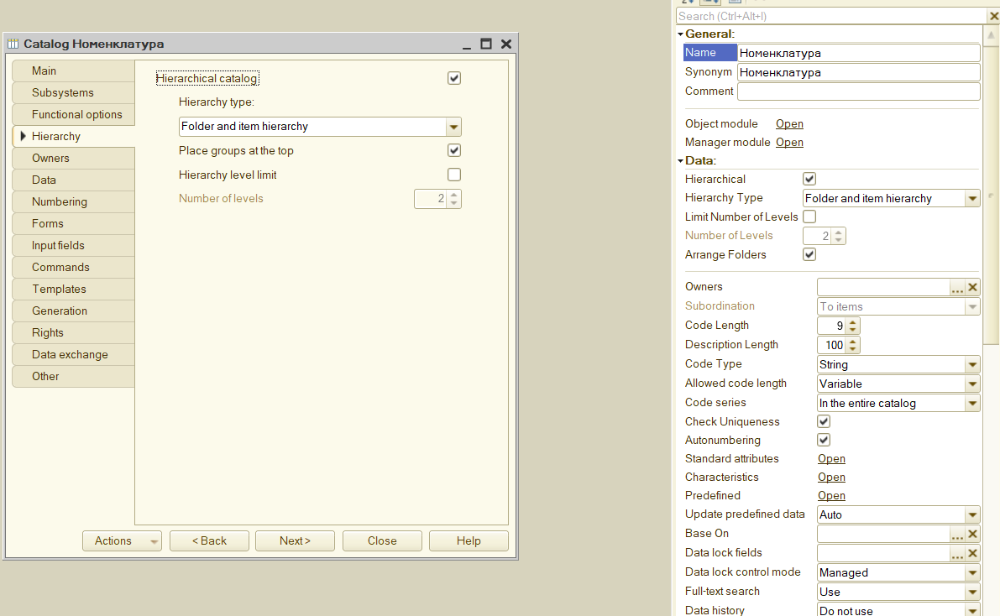 Catalog Номенклатура
Main
Subsystems
Functional options
Hierarchy
Owners
Data
Numbering
Forms
Input fields
Commands
Templates
Generation
Rights
Data exchange
Other
Hierarchical catalog
Hierarchy type:
Folder and item hierarchy
Place groups at the top
Hierarchy level limit
Number of levels 2
Actions < Back Next > Close Help
Search (Ctrl+Alt+I)
General:
Name Номенклатура
Synonym Номенклатура
Comment
Object module Open
Manager module Open
Data:
Hierarchical
Hierarchy Type Folder and item hierarchy
Limit Number of Levels
Number of Levels 2
Arrange Folders
Owners ...
Subordination To items
Code Length 9
Description Length 100
Code Type String
Allowed code length Variable
Code series In the entire catalog
Check Uniqueness
Autonumbering
Standard attributes Open
Characteristics Open
Predefined Open
Update predefined data Auto
Base On ...
Data lock fields ...
Data lock control mode Managed
Full-text search Use
Data history Do not use